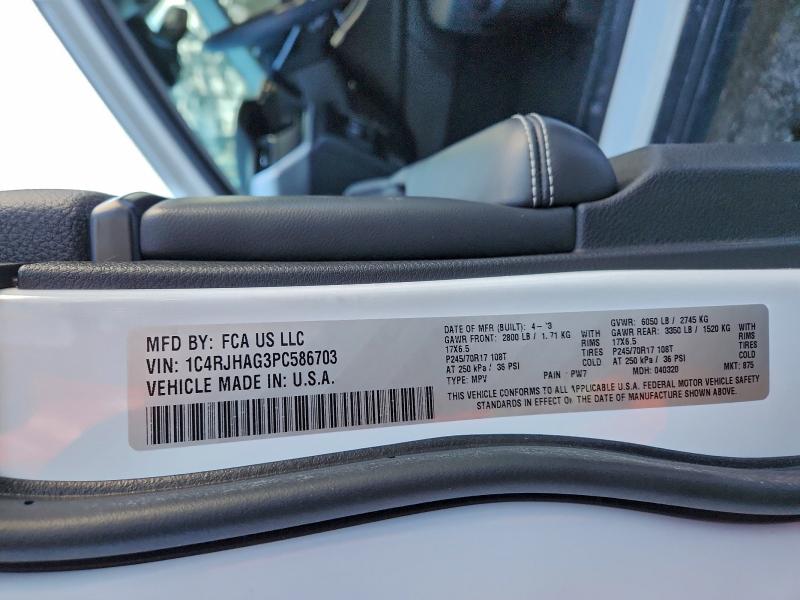 MFD BY: FCA US LLC
VIN: 1C4RJHAG3PC586703
VEHICLE MADE IN: U.S.A.
DATE OF MFR (BUILT):
GVWR: 6050 LB / 2745 KG
GAWR FRONT: 2800 LB / KG WITH
GAWR REAR: 3350 LB / 1520 KG WITH
17X6.5 RIMS
17X6.5 RIMS
P245/70R17 108T TIRES
P245/70R17 108T TIRES
AT 250 kPa / 36 PSI COLD
AT 250 kPa / 36 PSI COLD
TYPE: MPV PAIN : PW7 MDH: 040320 MKT: 875
THIS VEHICLE CONFORMS TO ALL APPLICABLE U.S.A. FEDERAL MOTOR VEHICLE SAFETY
STANDARDS IN EFFECT ON THE DATE OF MANUFACTURE SHOWN ABOVE.